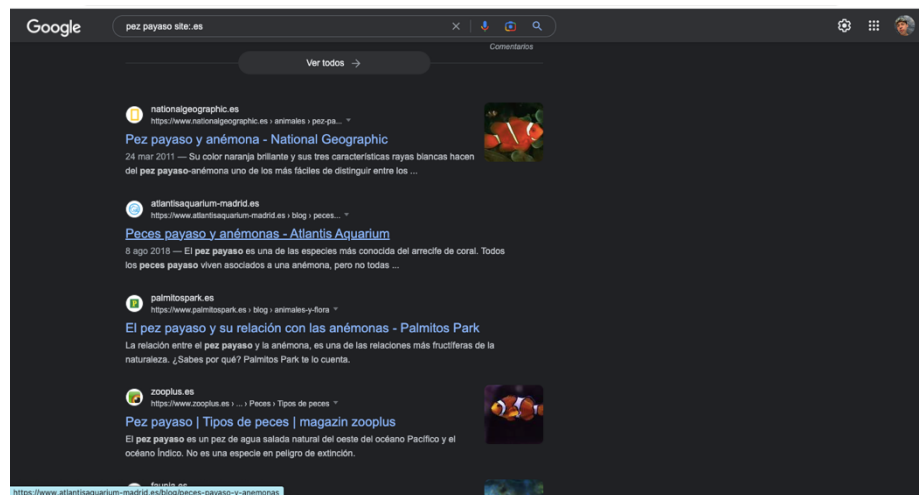 Google
pez payaso site:.es
Comentarios
Ver todos →
nationalgeographic.es
https://www.nationalgeographic.es › animales › pez-pa...
Pez payaso y anémona - National Geographic
24 mar 2011 — Su color naranja brillante y sus tres características rayas blancas hacen
del pez payaso-anémona uno de los más fáciles de distinguir entre los ...
atlantisaquarium-madrid.es
https://www.atlantisaquarium-madrid.es › blog › peces...
Peces payaso y anémonas - Atlantis Aquarium
8 ago 2018 — El pez payaso es una de las especies más conocida del arrecife de coral. Todos
los peces payaso viven asociados a una anémona, pero no todas ...
palmitospark.es
https://www.palmitospark.es › blog › animales-y-flora
El pez payaso y su relación con las anémonas - Palmitos Park
La relación entre el pez payaso y la anémona, es una de las relaciones más fructíferas de la
naturaleza. ¿Sabes por qué? Palmitos Park te lo cuenta.
zooplus.es
https://www.zooplus.es › ... › Peces › Tipos de peces
Pez payaso | Tipos de peces | magazin zooplus
El pez payaso es un pez de agua salada natural del oeste del océano Pacífico y el
océano Índico. No es una especie en peligro de extinción.
https://www.atlantisaquarium-madrid.es/blog/peces-payaso-y-anemonas